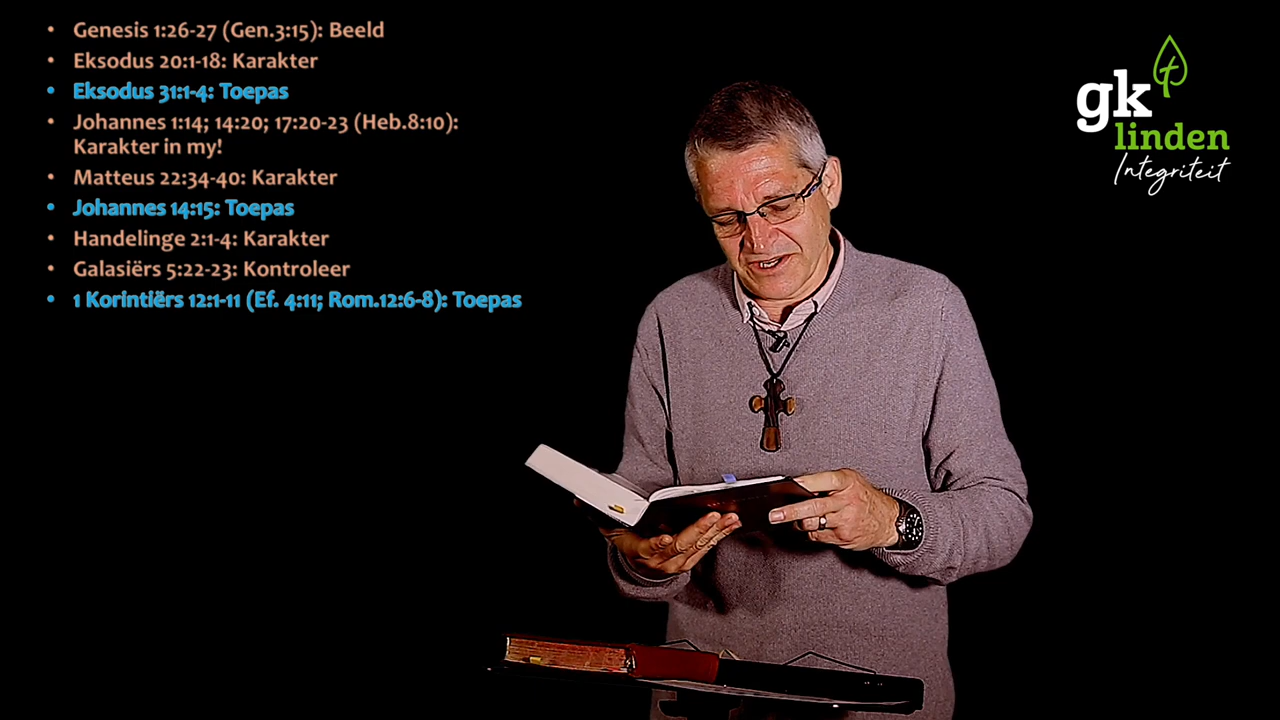 • Genesis 1:26-27 (Gen.3:15): Beeld
• Eksodus 20:1-18: Karakter
• Eksodus 31:1-4: Toepas
• Johannes 1:14; 14:20; 17:20-23 (Heb.8:10):
Karakter in my!
• Matteus 22:34-40: Karakter
• Johannes 14:15: Toepas
• Handelinge 2:1-4: Karakter
• Galasiërs 5:22-23: Kontroleer
• 1 Korintiërs 12:1-11 (Ef. 4:11; Rom.12:6-8): Toepas
gk
linden
Integriteit